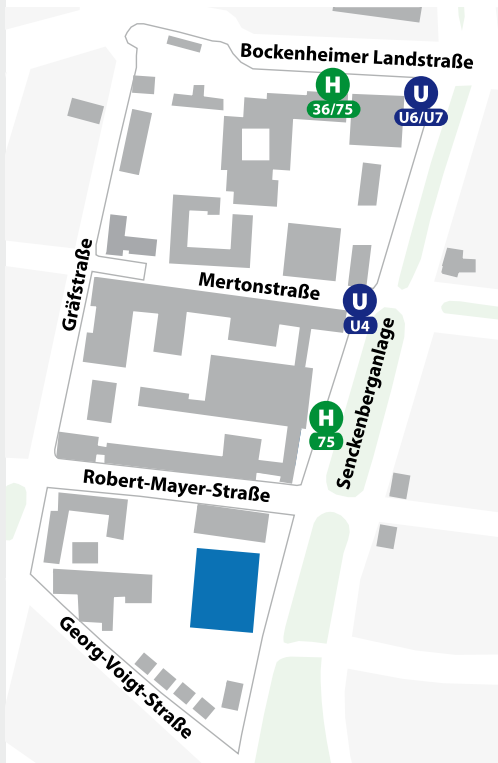 Bockenheimer Landstraße
H
36/75
U
U6/U7
Gräfstraße
Mertonstraße
U
U4
Senckenberganlage
H
75
Robert-Mayer-Straße
Georg-Voigt-Straße